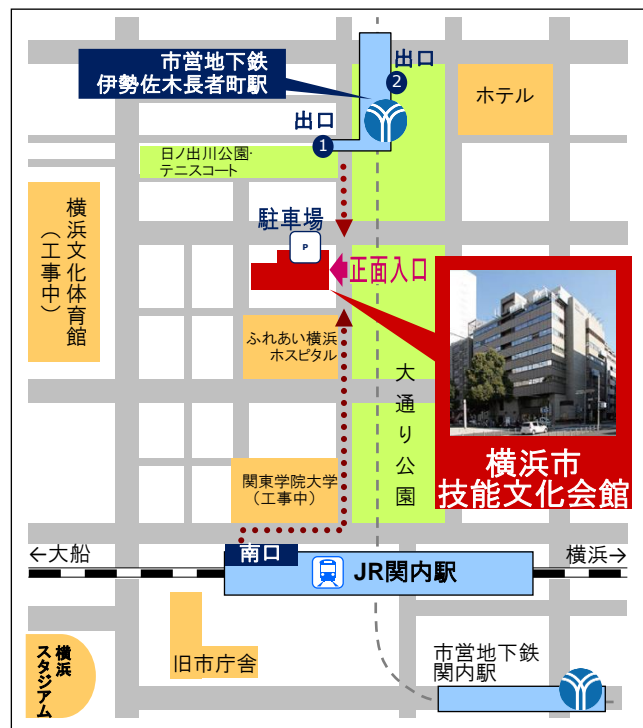 市営地下鉄
伊勢佐木長者町駅
出口
2
ホテル
出口
1
日ノ出川公園・
テニスコート
横浜文化体育館
（工事中）
駐車場
P
正面入口
ふれあい横浜
ホスピタル
大通り公園
横浜市
技能文化会館
関東学院大学
（工事中）
←大船
南口
横浜→
JR関内駅
市営地下鉄
関内駅
旧市庁舎
横浜
スタジアム